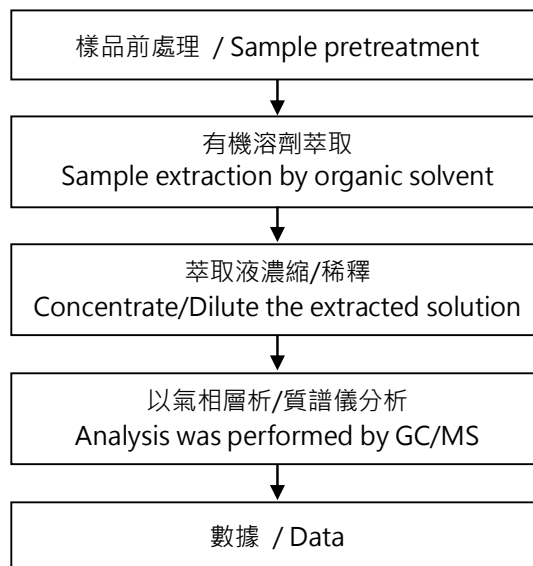 樣品前處理 / Sample pretreatment
有機溶劑萃取
Sample extraction by organic solvent
萃取液濃縮/稀釋
Concentrate/Dilute the extracted solution
以氣相層析/質譜儀分析
Analysis was performed by GC/MS
數據 / Data